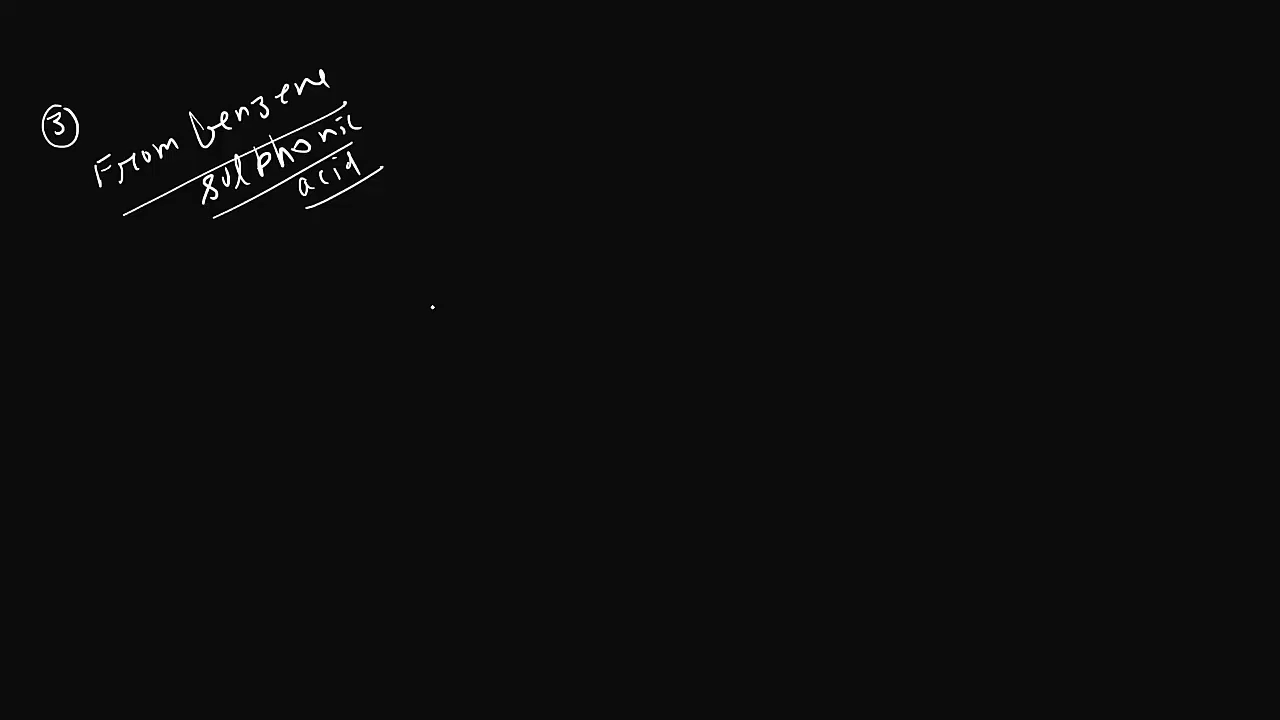 ③
From benzene
sulphonic
acid